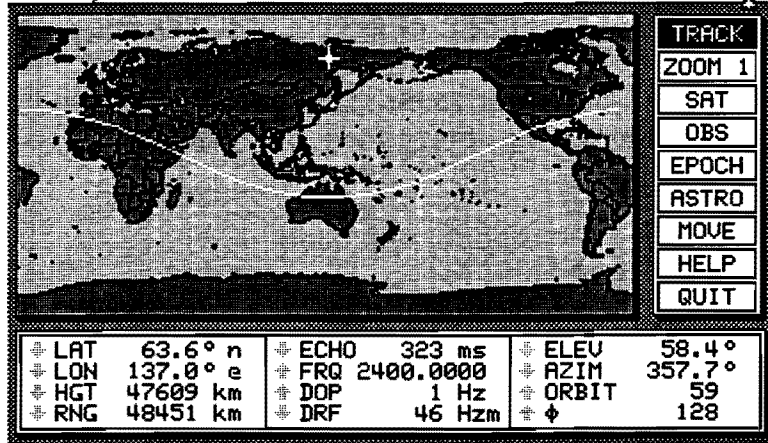 TRACK
ZOOM 1
SAT
OBS
EPOCH
ASTRO
MOVE
HELP
QUIT
LAT 63.6° n
LON 137.0° e
HGT 47609 km
RNG 48451 km
ECHO 323 ms
FRQ 2400.0000
DOP 1 Hz
DRF 46 Hzm
ELEV 58.4°
AZIM 357.7°
ORBIT 59
ϕ 128